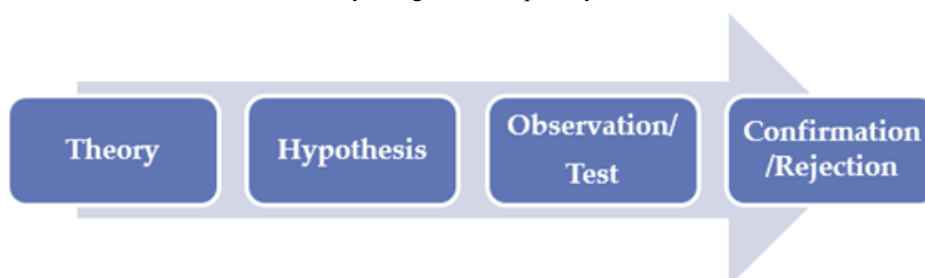 Theory
Hypothesis
Observation/
Test
Confirmation
/Rejection